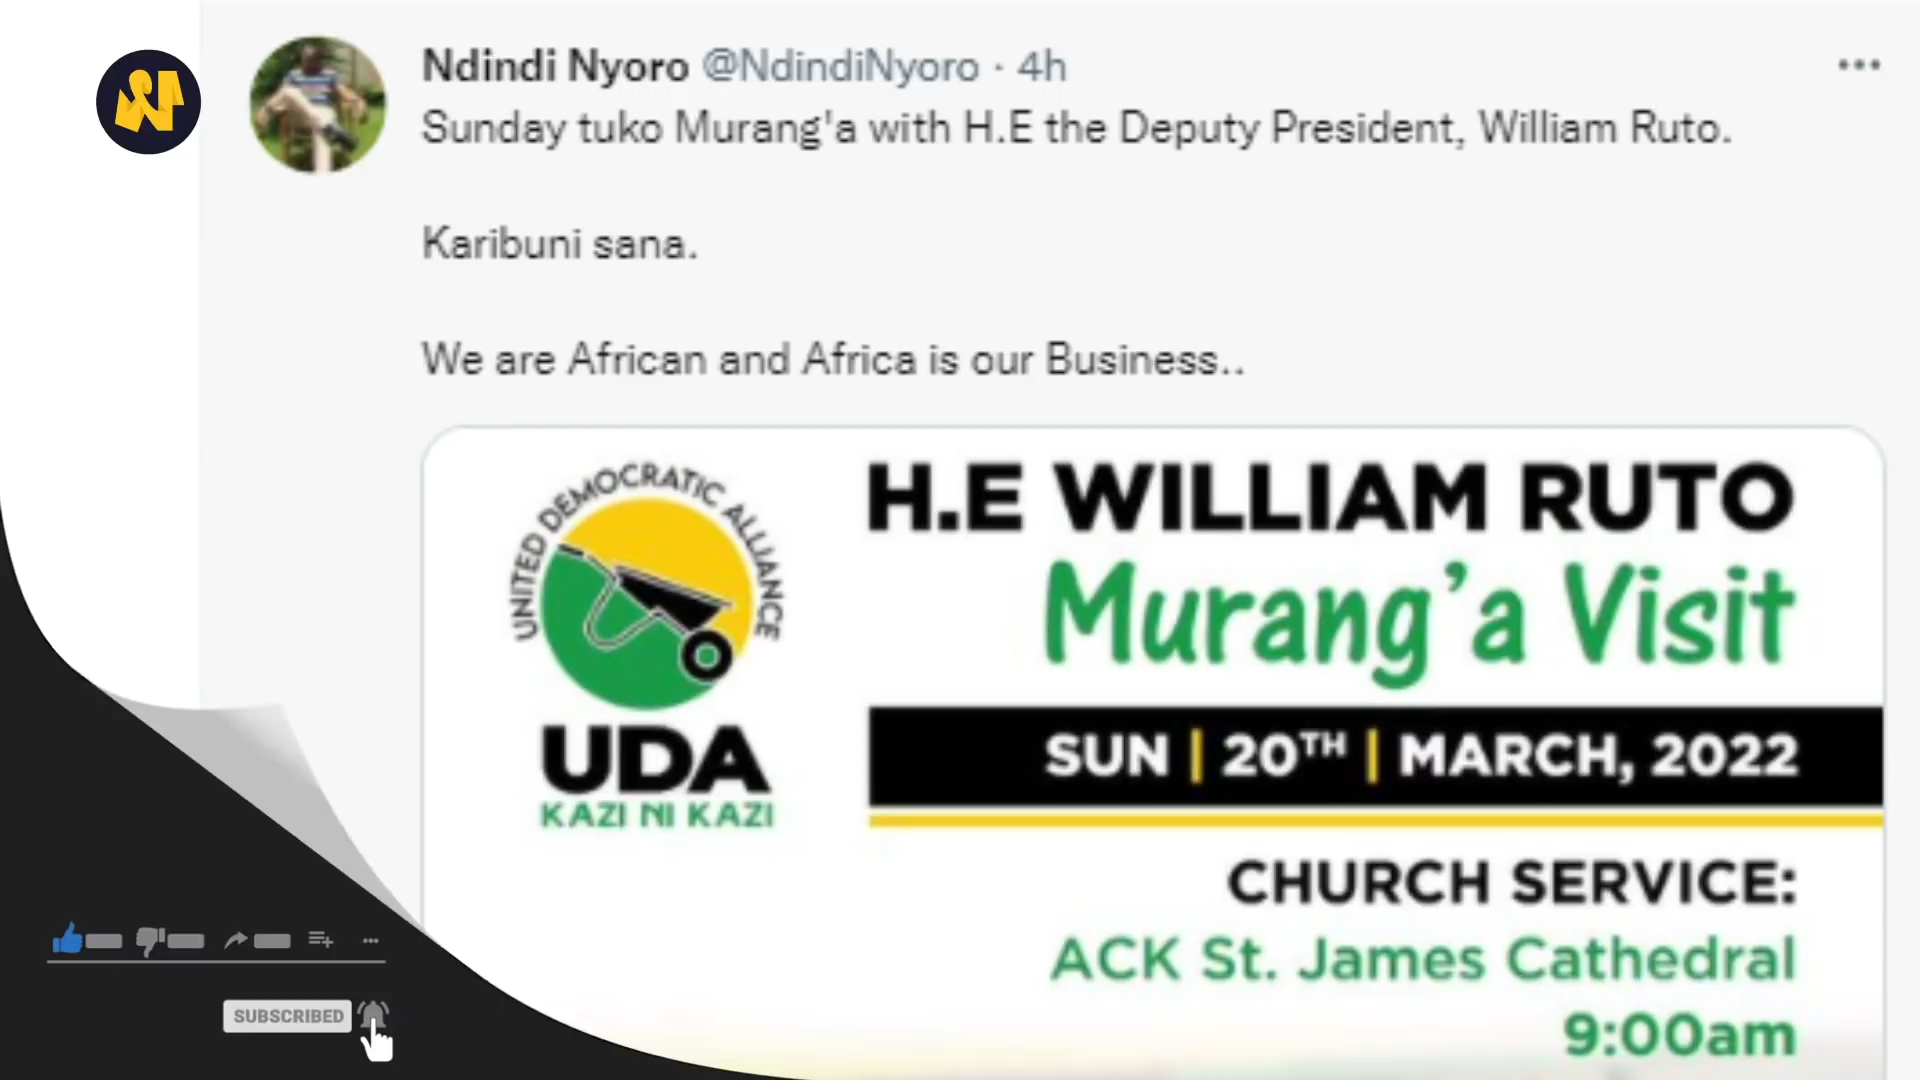 Ndindi Nyoro @NdindiNyoro · 4h
Sunday tuko Murang'a with H.E the Deputy President, William Ruto.
Karibuni sana.
We are African and Africa is our Business..
UNITED DEMOCRATIC ALLIANCE
UDA
KAZI NI KAZI
H.E WILLIAM RUTO
Murang'a Visit
SUN | 20TH | MARCH, 2022
CHURCH SERVICE:
ACK St. James Cathedral
9:00am
SUBSCRIBED